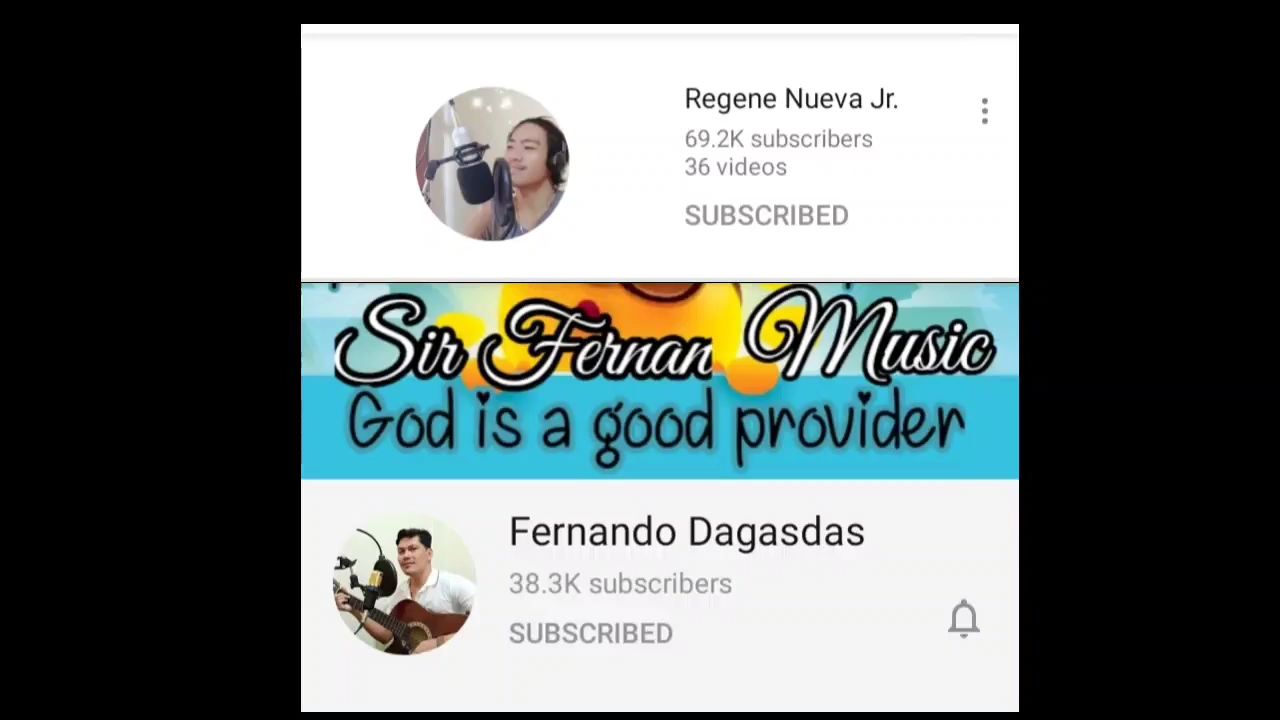 Regene Nueva Jr.
69.2K subscribers
36 videos
SUBSCRIBED
Sir Fernan Music
God is a good provider
Fernando Dagasdas
38.3K subscribers
SUBSCRIBED